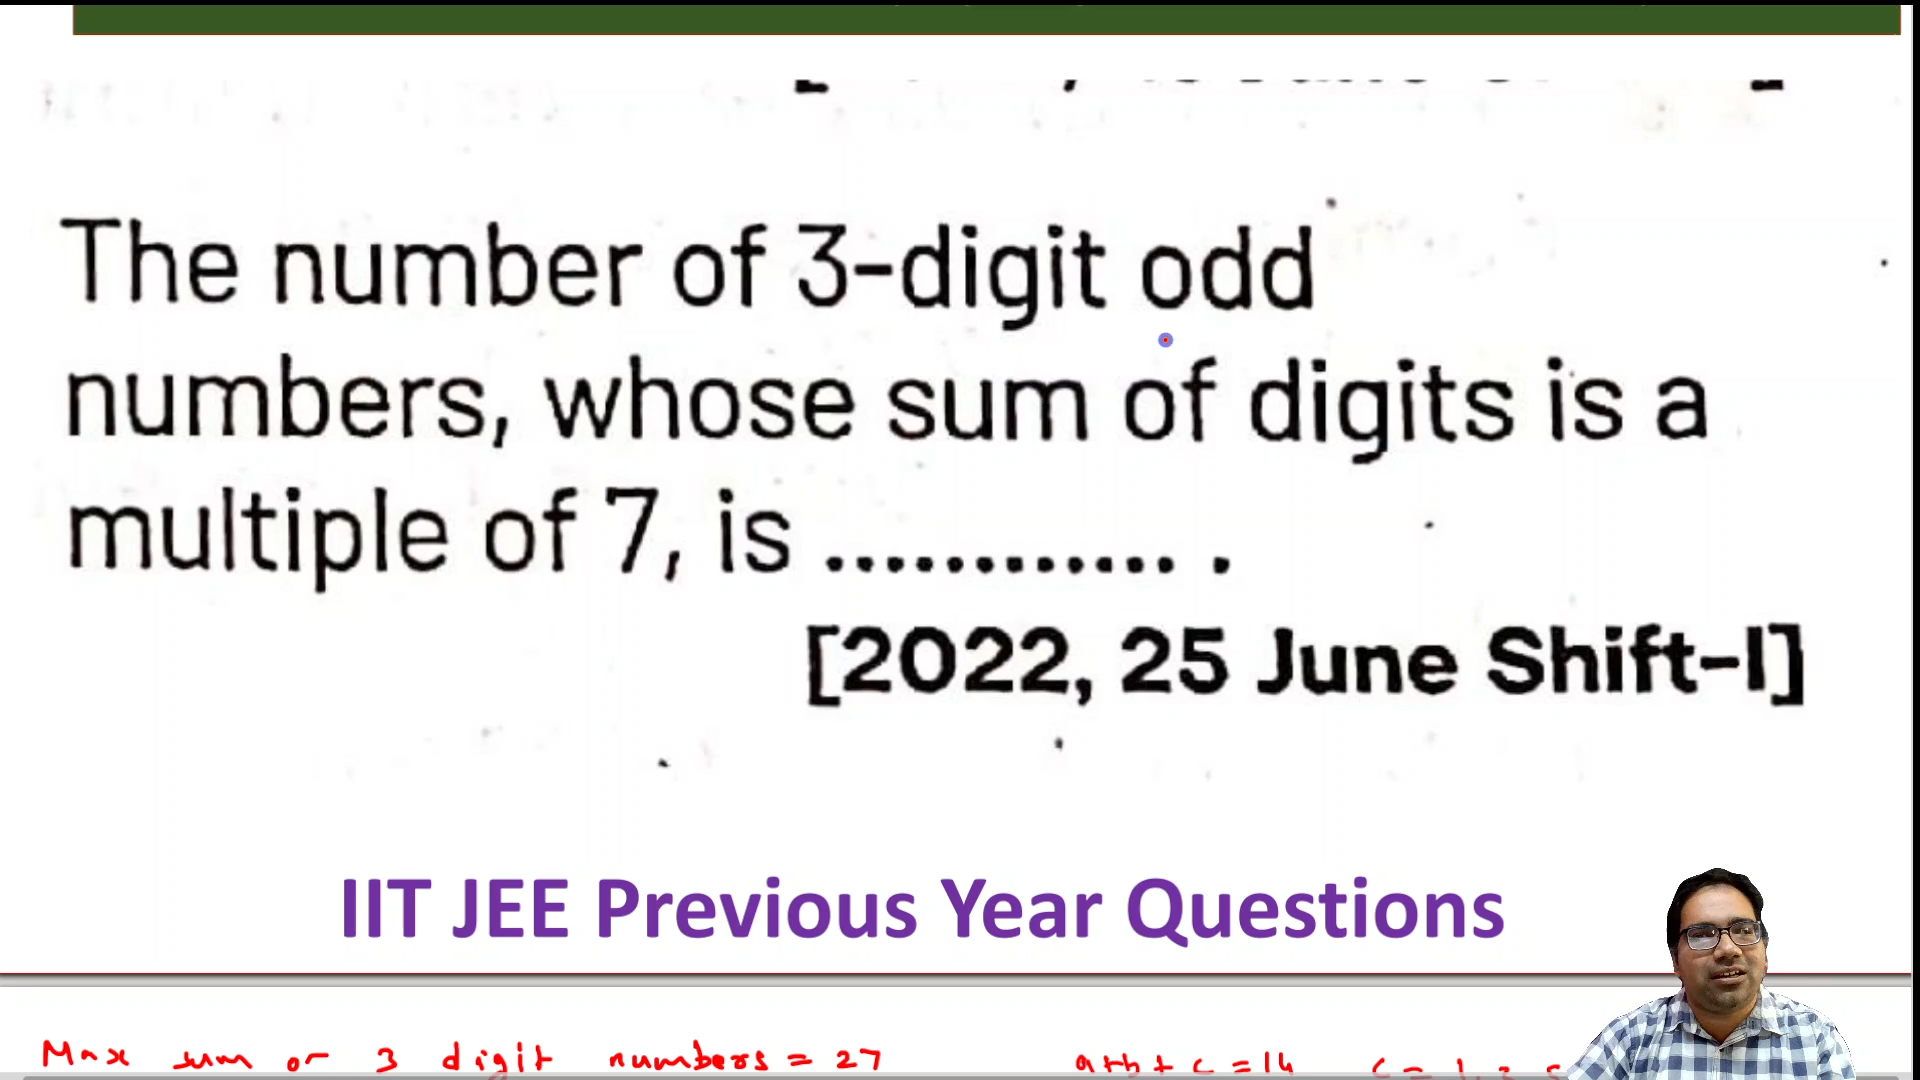 The number of 3-digit odd
numbers, whose sum of digits is a
multiple of 7, is ............ .
[2022, 25 June Shift-I]
IIT JEE Previous Year Questions
Max sum of 3 digit numbers = 27
a+b+c=14